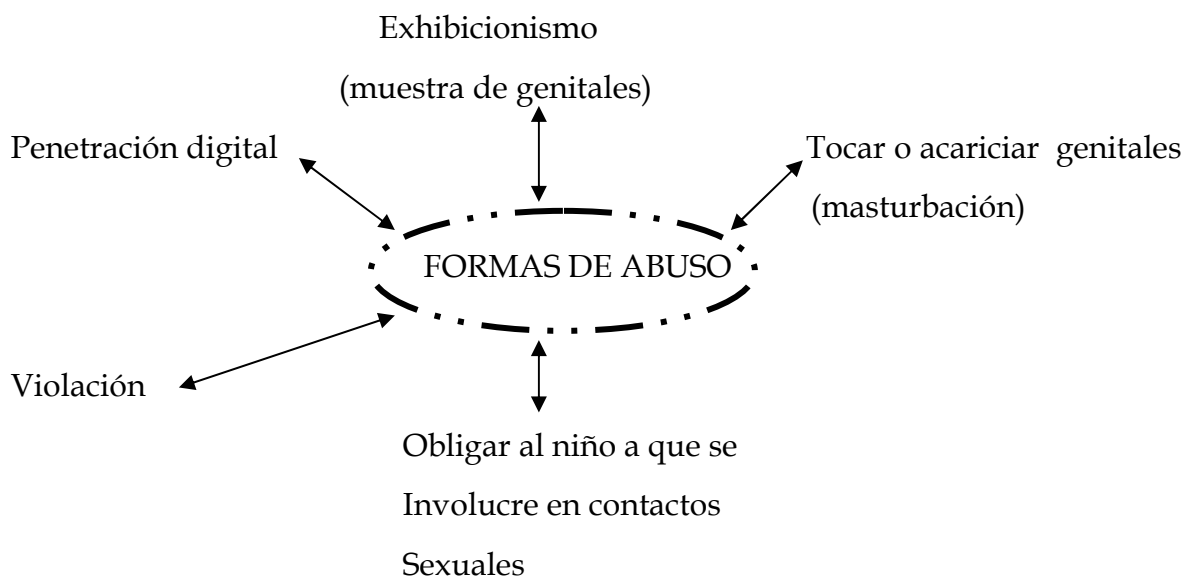 Exhibicionismo
(muestra de genitales)
Penetración digital
Tocar o acariciar genitales
(masturbación)
FORMAS DE ABUSO
Violación
Obligar al niño a que se
Involucre en contactos
Sexuales